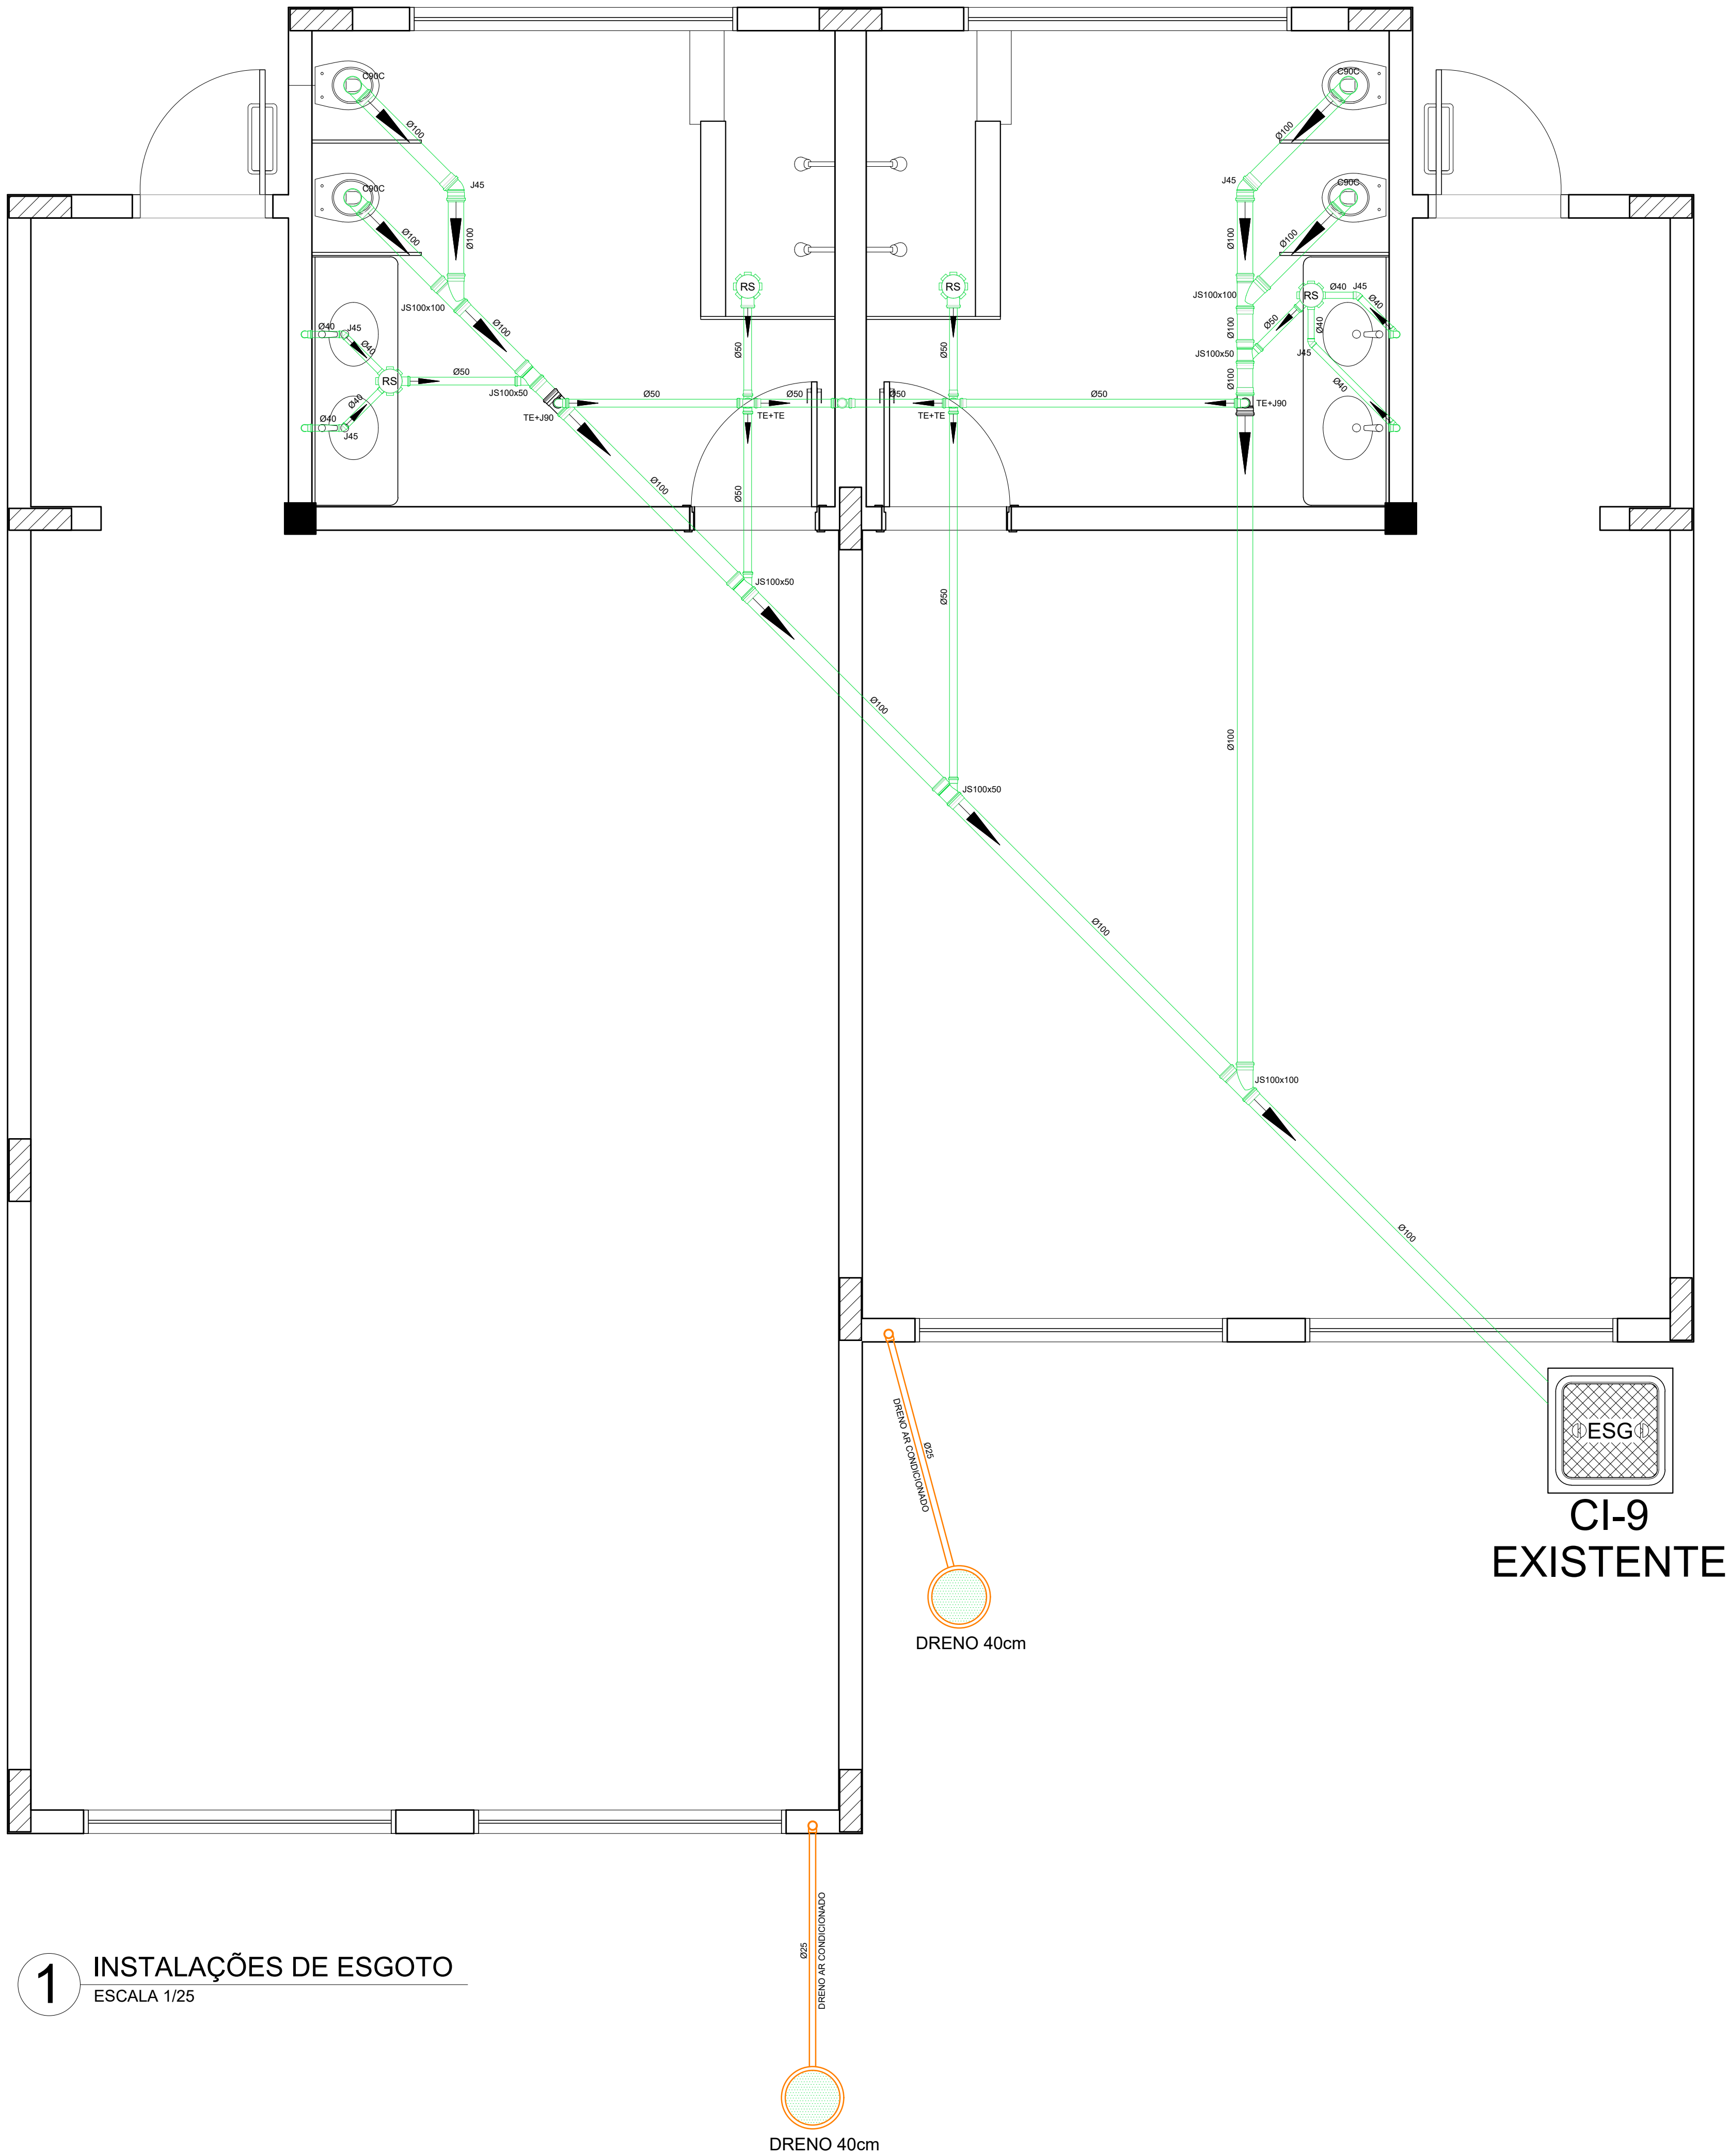 C90C
C90C
Ø100
Ø100
J45
J45
C90C
C90C
Ø100
Ø100
Ø100
Ø100
Ø100
Ø100
RS
RS
RS
Ø40
J45
Ø40
JS100x100
JS100x100
Ø50
Ø40
Ø100
Ø40
J45
Ø100
JS100x50
J45
Ø40
Ø50
Ø50
Ø50
RS
Ø100
Ø40
Ø40
JS100x50
Ø50
Ø50
Ø50
Ø50
Ø40
J45
TE+J90
TE+TE
TE+TE
TE+J90
Ø100
Ø50
JS100x50
Ø50
Ø100
Ø100
JS100x50
Ø100
JS100x100
Ø100
DRENO AR CONDICIONADO
Ø25
ESG
CI-9
EXISTENTE
DRENO 40cm
DRENO AR CONDICIONADO
Ø25
1
INSTALAÇÕES DE ESGOTO
ESCALA 1/25
DRENO 40cm